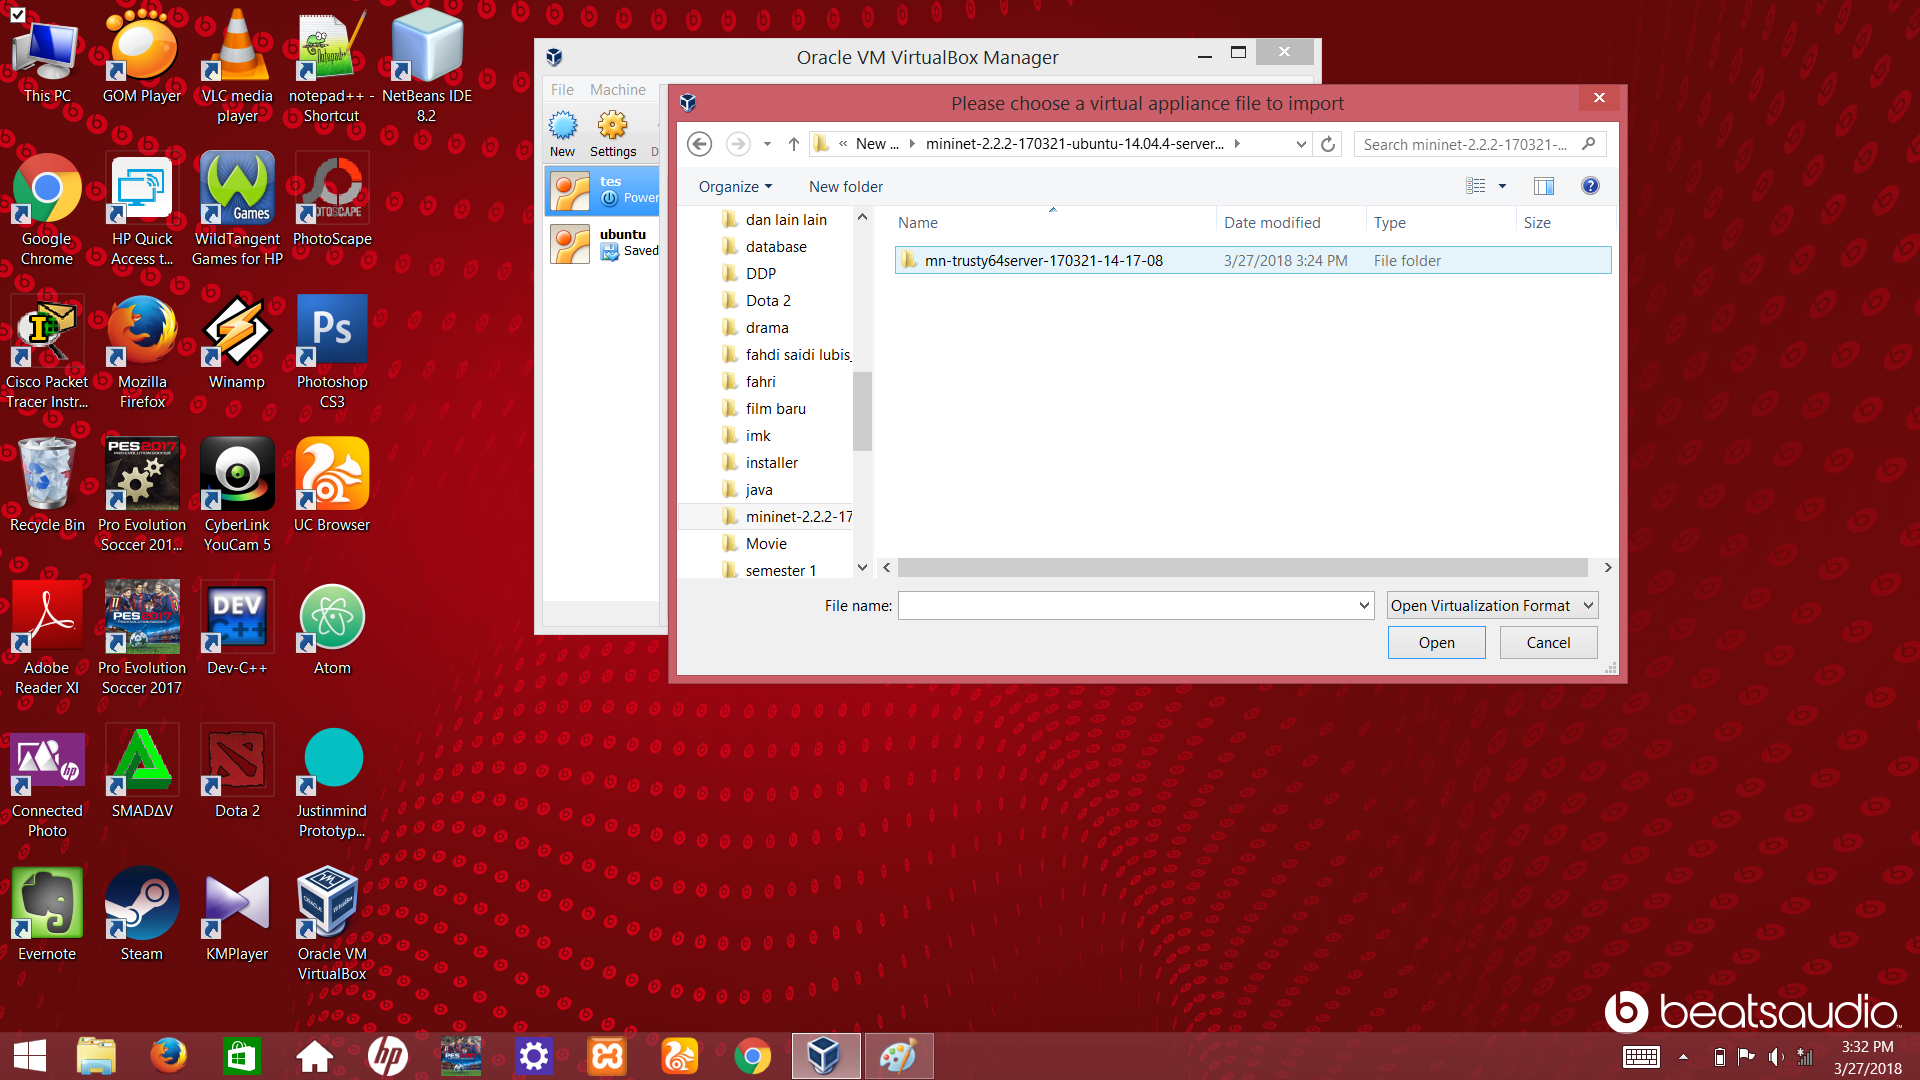 This PC
GOM Player
VLC media player
notepad++ - Shortcut
NetBeans IDE 8.2
Google Chrome
HP Quick Access t...
WildTangent Games for HP
PhotoScape
Cisco Packet Tracer Instr...
Mozilla Firefox
Winamp
Photoshop CS3
Recycle Bin
Pro Evolution Soccer 201...
CyberLink YouCam 5
UC Browser
Adobe Reader XI
Pro Evolution Soccer 2017
Dev-C++
Atom
Connected Photo
SMADΔV
Dota 2
Justinmind Prototyp...
Evernote
Steam
KMPlayer
Oracle VM VirtualBox
Oracle VM VirtualBox Manager
File Machine
New Settings D
tes
Power
ubuntu
Saved
Please choose a virtual appliance file to import
« New ... mininet-2.2.2-170321-ubuntu-14.04.4-server...
Search mininet-2.2.2-170321-...
Organize New folder
Name Date modified Type Size
mn-trusty64server-170321-14-17-08 3/27/2018 3:24 PM File folder
dan lain lain
database
DDP
Dota 2
drama
fahdi saidi lubis_
fahri
film baru
imk
installer
java
mininet-2.2.2-17
Movie
semester 1
File name:
Open Virtualization Format
Open Cancel
beatsaudio
3:32 PM
3/27/2018